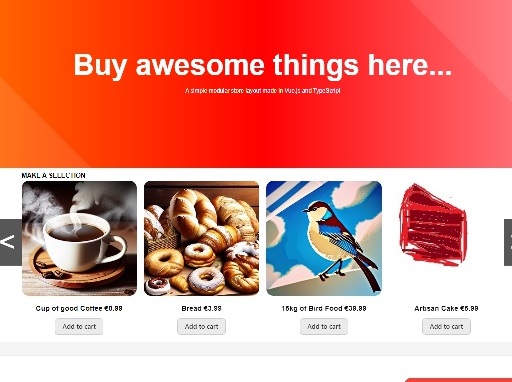 Buy awesome things here...
A simple modular store layout made in Vue.js and TypeScript
MAKE A SELECTION
<
Cup of good Coffee €0.99
Bread €3.99
15kg of Bird Food €39.99
Artisan Cake €5.99
Add to cart
Add to cart
Add to cart
Add to cart